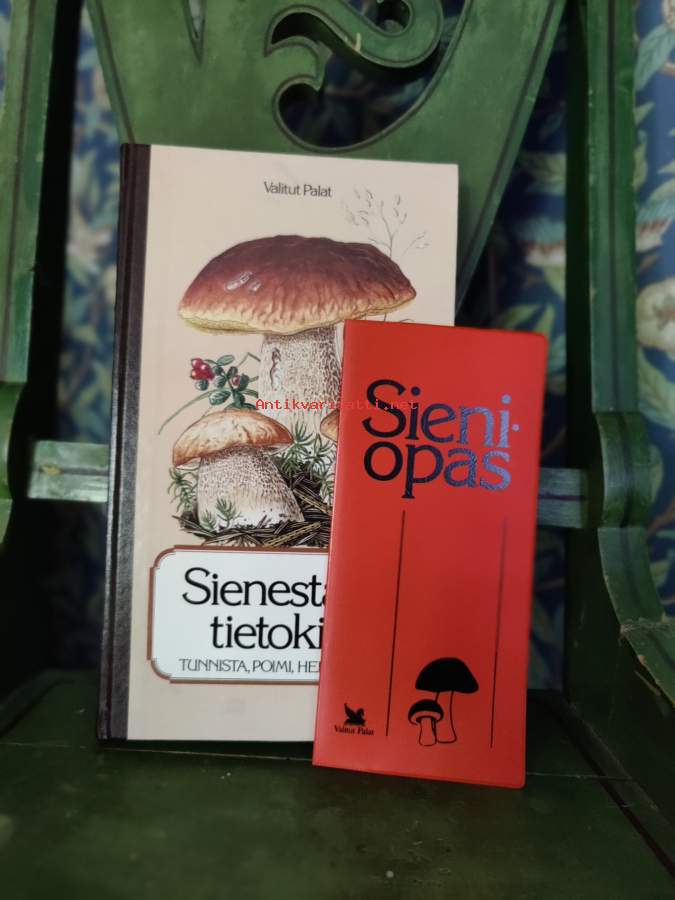 Valitut Palat
Sienesta
tietoki
TUNNISTA, POIMI, HE
Sieni-
opas
Valitut Palat
Antikvariaatti.net